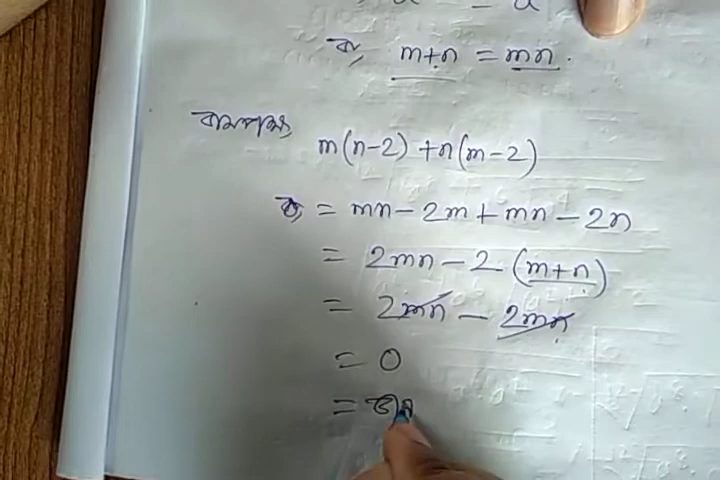 বা, m+n = mn.
বামপক্ষ,
m(n-2) + n(m-2)
= mn - 2m + mn - 2n
= 2mn - 2 (m+n)
= 2mn - 2mn
= 0
=